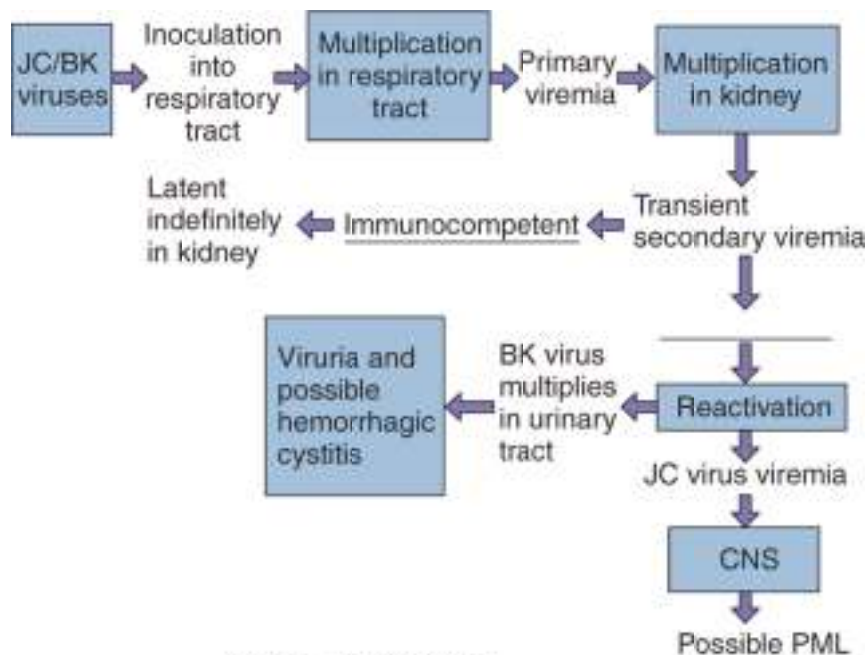 JC/BK
viruses
Inoculation
into
respiratory
tract
Multiplication
in respiratory
tract
Primary
viremia
Multiplication
in kidney
Transient
secondary viremia
Immunocompetent
Latent
indefinitely
in kidney
Reactivation
BK virus
multiplies
in urinary
tract
Viruria and
possible
hemorrhagic
cystitis
JC virus viremia
CNS
Possible PML